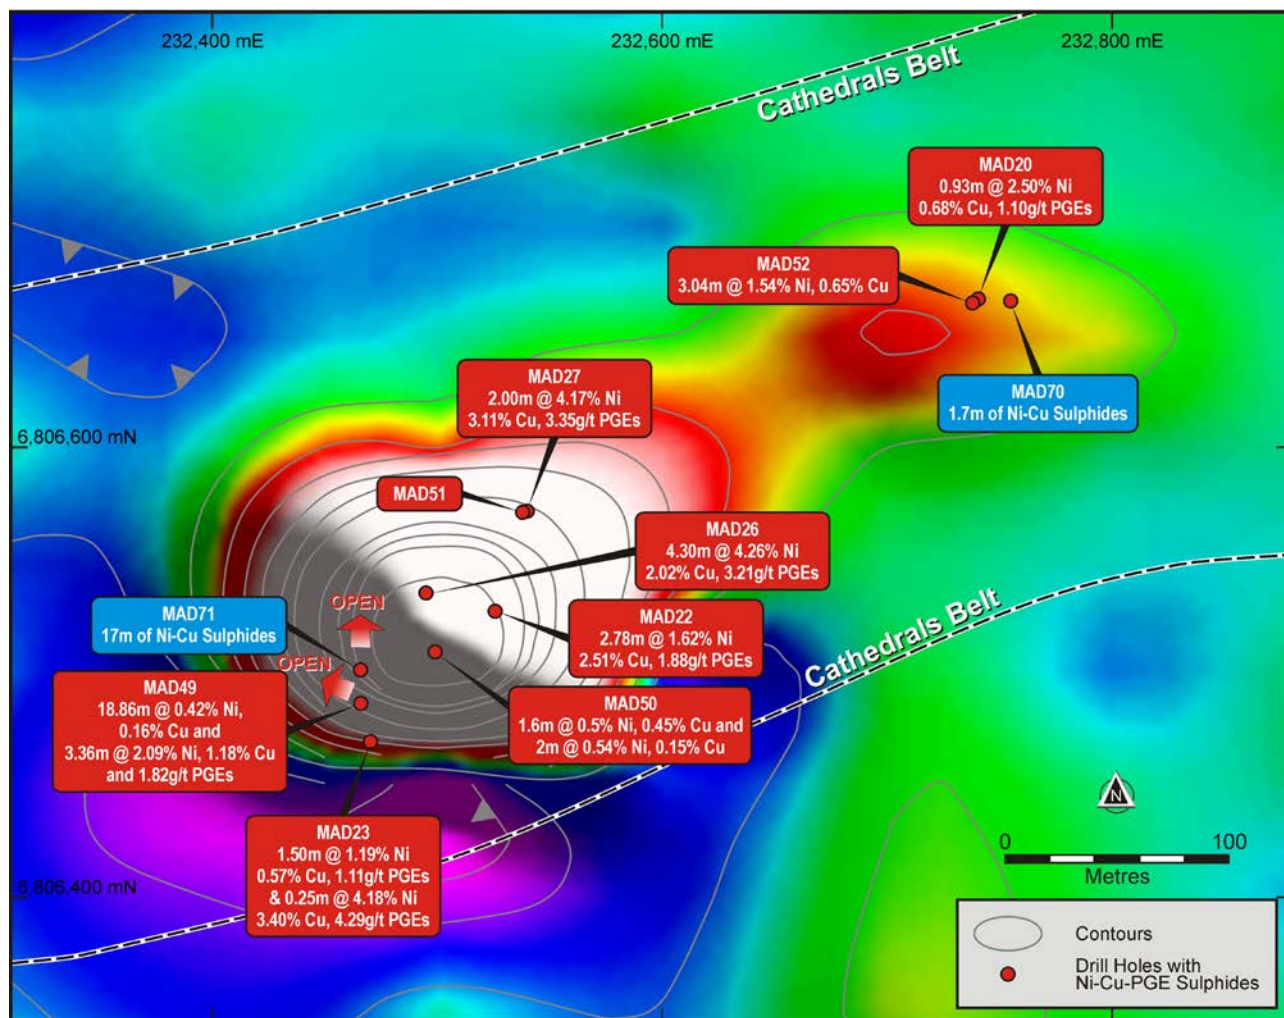 232,400 mE
232,600 mE
232,800 mE
Cathedrals Belt
MAD20
0.93m @ 2.50% Ni
0.68% Cu, 1.10g/t PGEs
MAD52
3.04m @ 1.54% Ni, 0.65% Cu
MAD27
2.00m @ 4.17% Ni
3.11% Cu, 3.35g/t PGEs
MAD70
1.7m of Ni-Cu Sulphides
6,806,600 mN
MAD51
MAD26
4.30m @ 4.26% Ni
2.02% Cu, 3.21g/t PGEs
MAD71
17m of Ni-Cu Sulphides
OPEN
OPEN
MAD22
2.78m @ 1.62% Ni
2.51% Cu, 1.88g/t PGEs
Cathedrals Belt
MAD49
18.86m @ 0.42% Ni,
0.16% Cu and
3.36m @ 2.09% Ni, 1.18% Cu
and 1.82g/t PGEs
MAD50
1.6m @ 0.5% Ni, 0.45% Cu and
2m @ 0.54% Ni, 0.15% Cu
MAD23
1.50m @ 1.19% Ni
0.57% Cu, 1.11g/t PGEs
& 0.25m @ 4.18% Ni
3.40% Cu, 4.29g/t PGEs
6,806,400 mN
N
0
100
Metres
Contours
Drill Holes with
Ni-Cu-PGE Sulphides